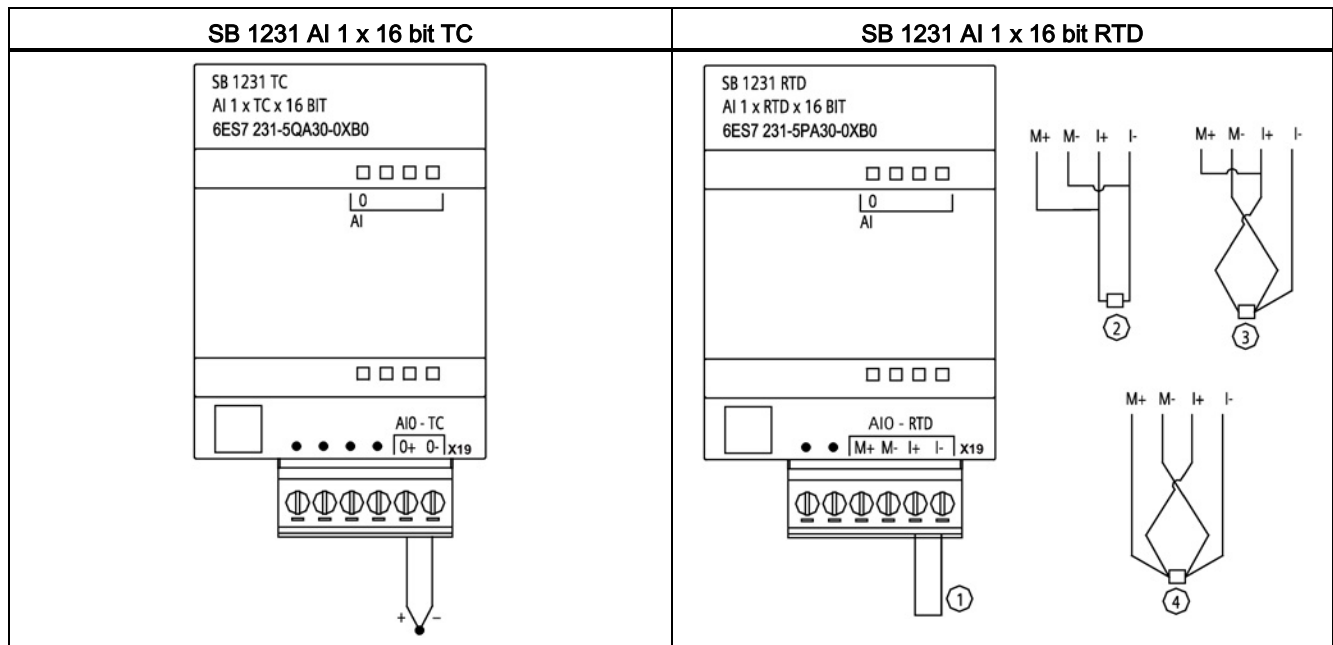 SB 1231 AI 1 x 16 bit TC
SB 1231 TC
AI 1 x TC x 16 BIT
6ES7 231-5QA30-0XB0
0
AI
AI0 - TC
0+ 0- X19
+ –
SB 1231 AI 1 x 16 bit RTD
SB 1231 RTD
AI 1 x RTD x 16 BIT
6ES7 231-5PA30-0XB0
0
AI
AI0 - RTD
M+ M- I+ I- X19
1
M+ M- I+ I-
2
M+ M- I+ I-
3
M+ M- I+ I-
4